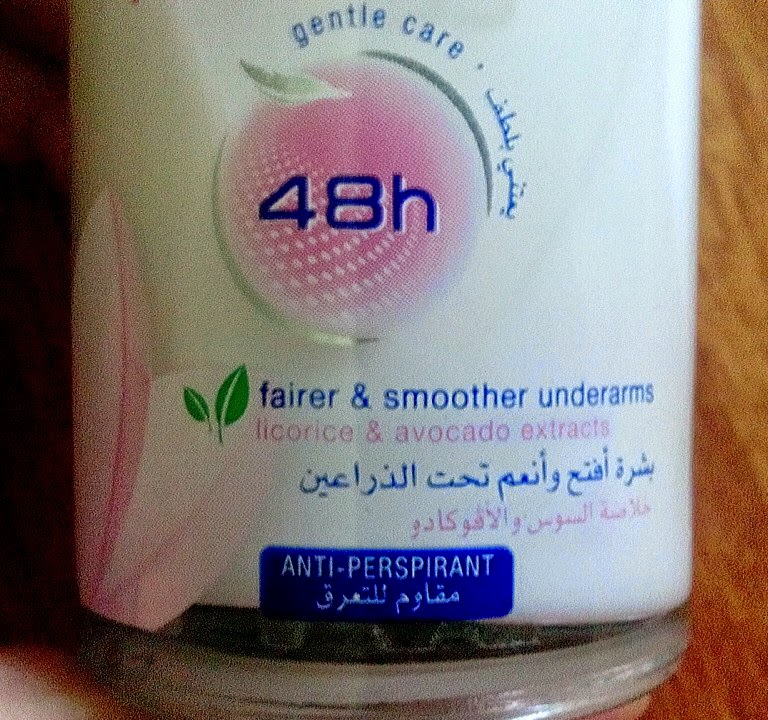 gentle care · يعتني بلطف
48h
fairer & smoother underarms
licorice & avocado extracts
بشرة أفتح وأنعم تحت الذراعين
خلاصة السوس والأفوكادو
ANTI-PERSPIRANT
مقاوم للتعرق